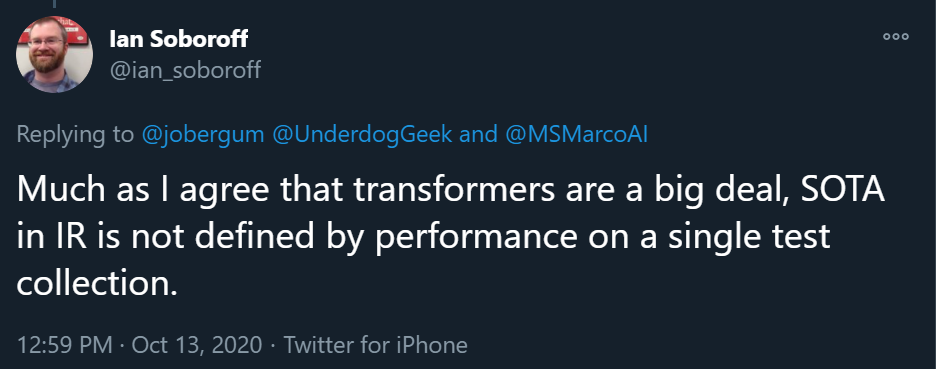 Ian Soboroff
@ian_soboroff
Replying to @jobergum @UnderdogGeek and @MSMarcoAI
Much as I agree that transformers are a big deal, SOTA
in IR is not defined by performance on a single test
collection.
12:59 PM · Oct 13, 2020 · Twitter for iPhone